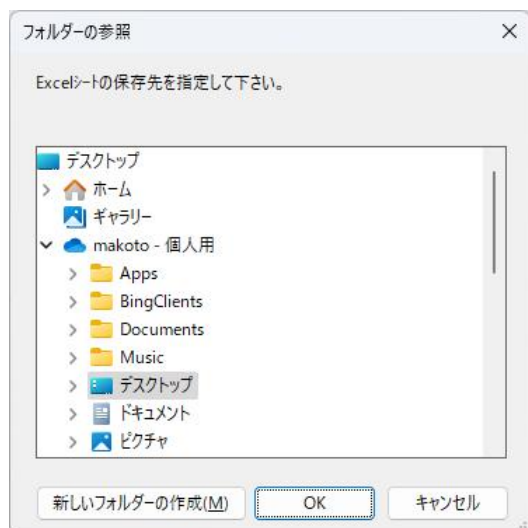 フォルダーの参照
Excelシートの保存先を指定して下さい。
デスクトップ
ホーム
ギャラリー
makoto - 個人用
Apps
BingClients
Documents
Music
デスクトップ
ドキュメント
ピクチャ
新しいフォルダーの作成(M) OK キャンセル